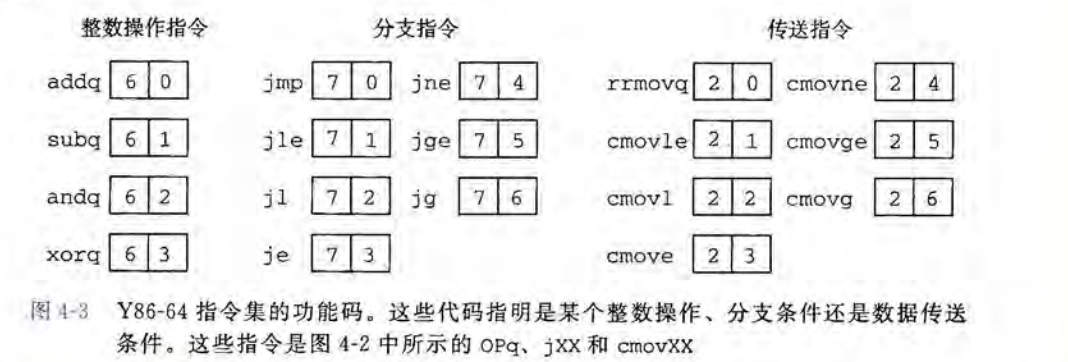 整数操作指令 分支指令 传送指令
addq 6 0 jmp 7 0 jne 7 4 rrmovq 2 0 cmovne 2 4
subq 6 1 jle 7 1 jge 7 5 cmovle 2 1 cmovge 2 5
andq 6 2 jl 7 2 jg 7 6 cmovl 2 2 cmovg 2 6
xorq 6 3 je 7 3 cmove 2 3
图 4-3 Y86-64 指令集的功能码。这些代码指明是某个整数操作、分支条件还是数据传送
条件。这些指令是图 4-2 中所示的 OPq、jXX 和 cmovXX